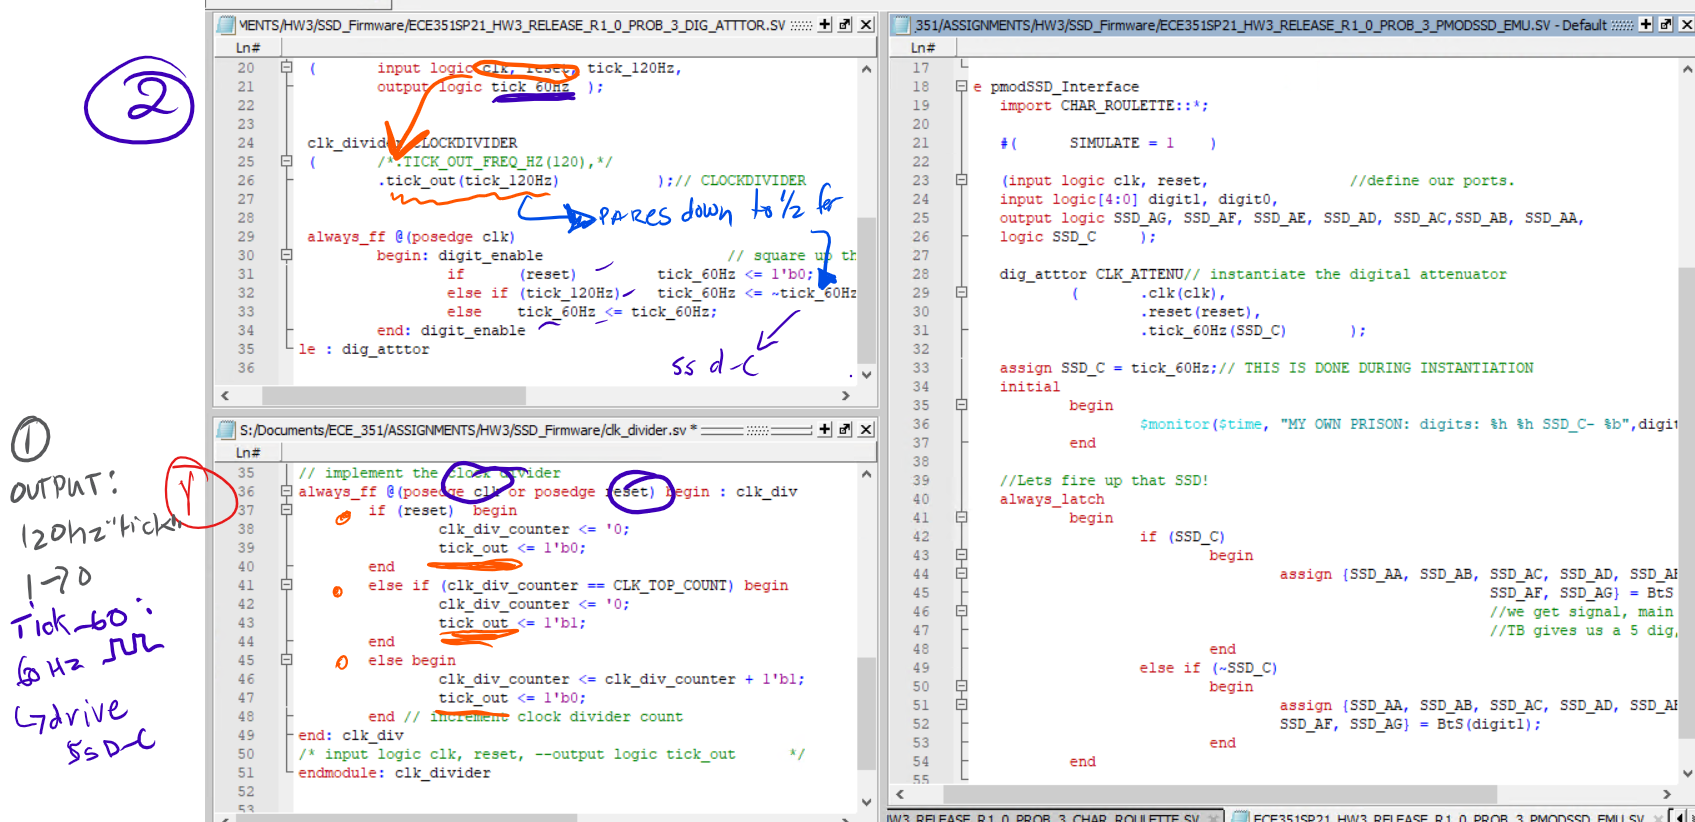 ②
①
OUTPUT:
120hz "tick"
1→0
Tick_60:
60Hz
↳drive
SSD-C
MENTS/HW3/SSD_Firmware/ECE351SP21_HW3_RELEASE_R1_0_PROB_3_DIG_ATTTOR.SV
Ln#
20 ( input logic clk, reset, tick_120Hz,
21 output logic tick_60Hz );
22
23
24 clk_divider CLOCKDIVIDER
25 ( /*.TICK_OUT_FREQ_HZ(120),*/
26 .tick_out(tick_120Hz) );// CLOCKDIVIDER
27
PARES down to 1/2 for
28
29 always_ff @(posedge clk)
30 begin: digit_enable // square up th
31 if (reset) tick_60Hz <= 1'b0;
32 else if (tick_120Hz) tick_60Hz <= ~tick_60Hz
33 else tick_60Hz <= tick_60Hz;
34 end: digit_enable
35 le : dig_atttor
ssd-C
36
S:/Documents/ECE_351/ASSIGNMENTS/HW3/SSD_Firmware/clk_divider.sv *
Ln#
35 // implement the clock divider
36 always_ff @(posedge clk or posedge reset) begin : clk_div
37 if (reset) begin
38 clk_div_counter <= '0;
39 tick_out <= 1'b0;
40 end
41 else if (clk_div_counter == CLK_TOP_COUNT) begin
42 clk_div_counter <= '0;
43 tick_out <= 1'b1;
44 end
45 else begin
46 clk_div_counter <= clk_div_counter + 1'b1;
47 tick_out <= 1'b0;
48 end // increment clock divider count
49 end: clk_div
50 /* input logic clk, reset, --output logic tick_out */
51 endmodule: clk_divider
52
53
351/ASSIGNMENTS/HW3/SSD_Firmware/ECE351SP21_HW3_RELEASE_R1_0_PROB_3_PMODSSD_EMU.SV - Default
Ln#
17
18 e pmodSSD_Interface
19 import CHAR_ROULETTE::*;
20
21 #( SIMULATE = 1 )
22
23 (input logic clk, reset, //define our ports.
24 input logic[4:0] digit1, digit0,
25 output logic SSD_AG, SSD_AF, SSD_AE, SSD_AD, SSD_AC,SSD_AB, SSD_AA,
26 logic SSD_C );
27
28 dig_atttor CLK_ATTENU// instantiate the digital attenuator
29 ( .clk(clk),
30 .reset(reset),
31 .tick_60Hz(SSD_C) );
32
33 assign SSD_C = tick_60Hz;// THIS IS DONE DURING INSTANTIATION
34 initial
35 begin
36 $monitor($time, "MY OWN PRISON: digits: %h %h SSD_C- %b",digit
37 end
38
39 //Lets fire up that SSD!
40 always_latch
41 begin
42 if (SSD_C)
43 begin
44 assign {SSD_AA, SSD_AB, SSD_AC, SSD_AD, SSD_AE
45 SSD_AF, SSD_AG} = BtS
46 //we get signal, main
47 //TB gives us a 5 dig,
48 end
49 else if (~SSD_C)
50 begin
51 assign {SSD_AA, SSD_AB, SSD_AC, SSD_AD, SSD_AE
52 SSD_AF, SSD_AG} = BtS(digit1);
53 end
54 end
55
W3_RELEASE_R1_0_PROB_3_CHAR_ROULETTE.SV
ECE351SP21_HW3_RELEASE_R1_0_PROB_3_PMODSSD_EMU.SV